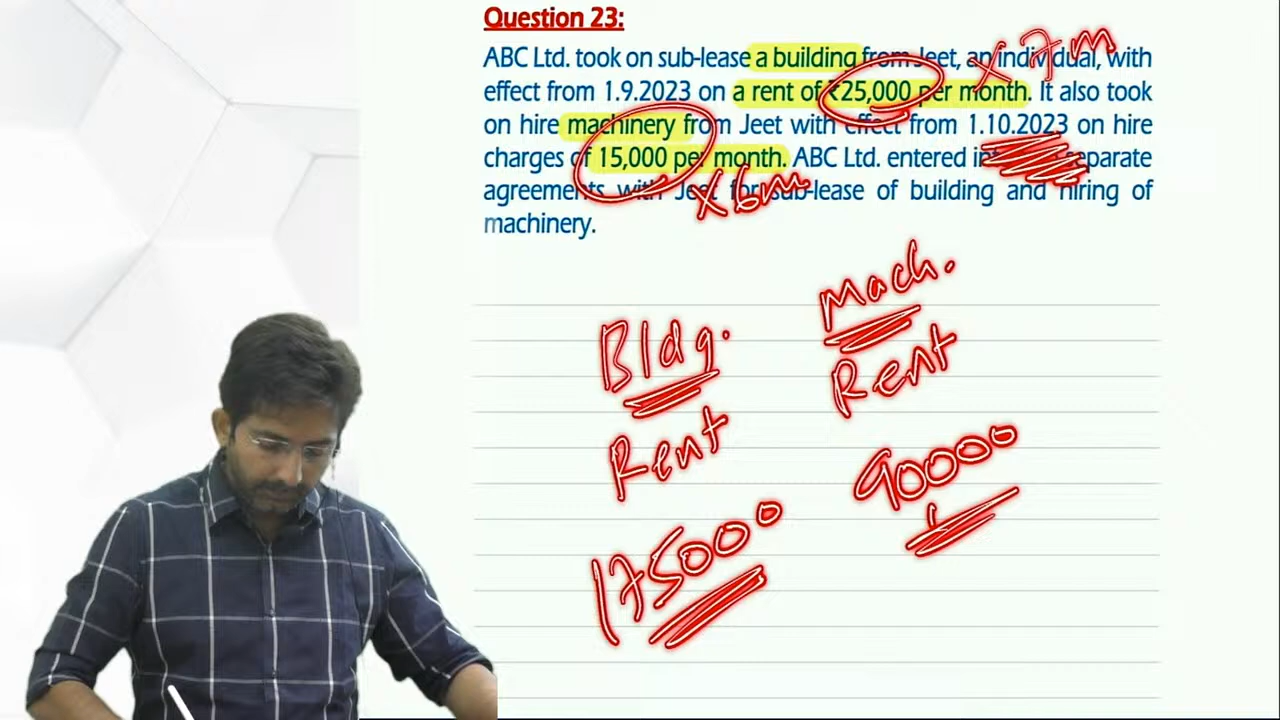 Question 23:
ABC Ltd. took on sub-lease a building from Jeet, an individual, with
effect from 1.9.2023 on a rent of ₹25,000 per month. It also took
on hire machinery from Jeet with effect from 1.10.2023 on hire
charges of 15,000 per month. ABC Ltd. entered separate
agreements with Jeet for sub-lease of building and hiring of
machinery.
× 7m
× 6m
Bldg.
Rent
175000
Mach.
Rent
90000